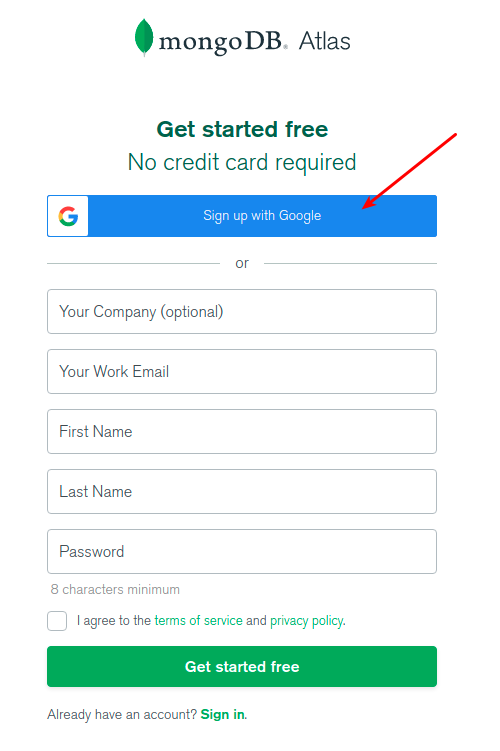 mongoDB. Atlas
Get started free
No credit card required
Sign up with Google
or
Your Company (optional)
Your Work Email
First Name
Last Name
Password
8 characters minimum
I agree to the terms of service and privacy policy.
Get started free
Already have an account? Sign in.